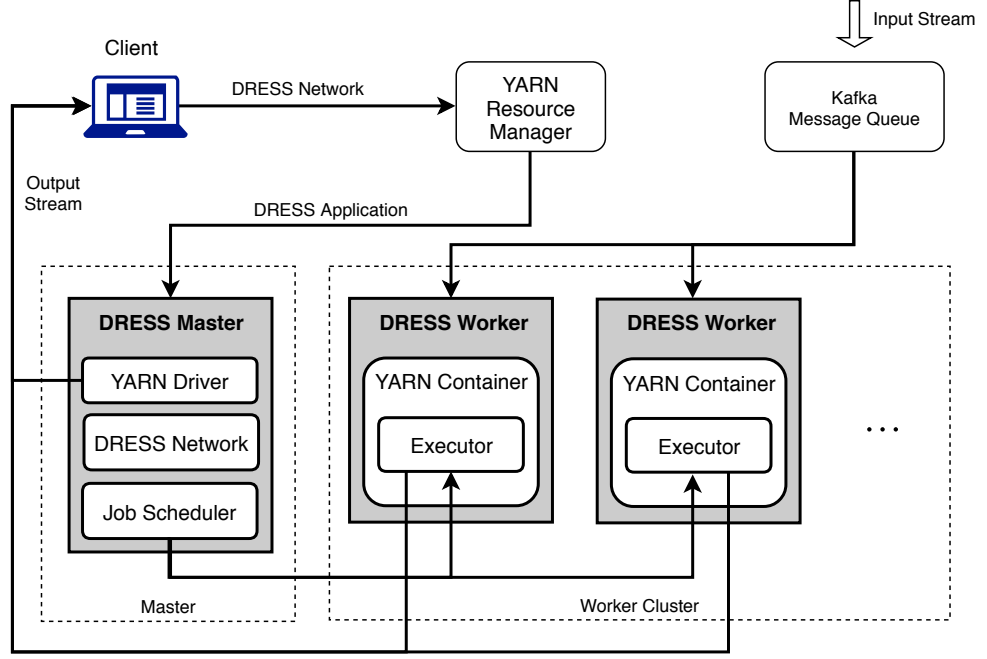 Input Stream
Client
DRESS Network
YARN
Resource
Manager
Kafka
Message Queue
Output
Stream
DRESS Application
DRESS Master
YARN Driver
DRESS Network
Job Scheduler
Master
DRESS Worker
YARN Container
Executor
DRESS Worker
YARN Container
Executor
...
Worker Cluster